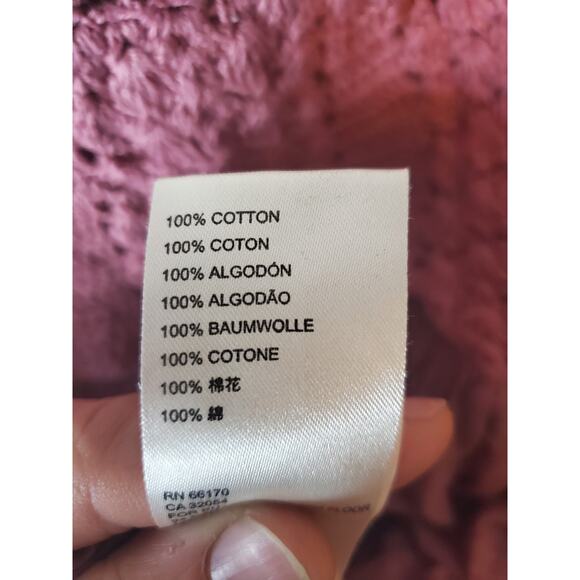 100% COTTON
100% COTON
100% ALGODÓN
100% ALGODÃO
100% BAUMWOLLE
100% COTONE
100% 棉花
100% 綿
RN 66170
CA 32054
FOR